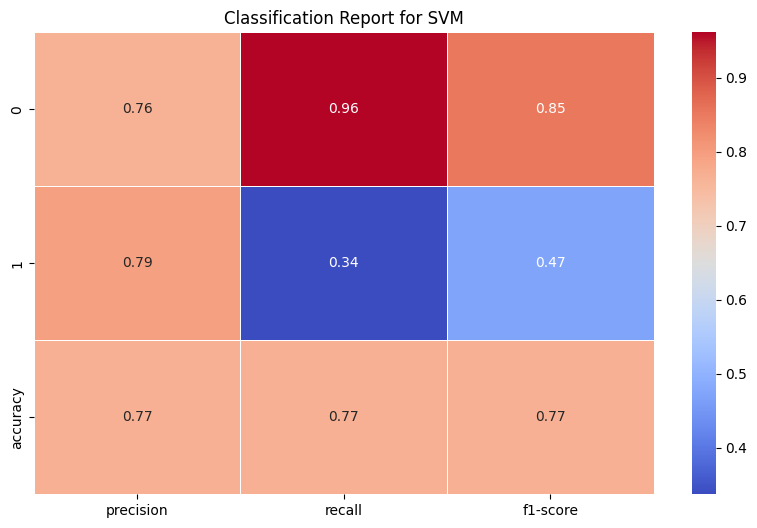 Classification Report for SVM
0
0.76 0.96 0.85
1
0.79 0.34 0.47
accuracy
0.77 0.77 0.77
precision recall f1-score
0.9
0.8
0.7
0.6
0.5
0.4